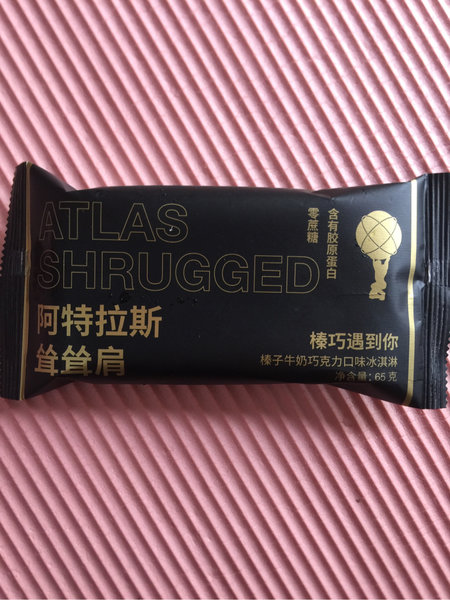 ATLAS
SHRUGGED
阿特拉斯
耸耸肩
含有胶原蛋白
零蔗糖
榛巧遇到你
榛子牛奶巧克力口味冰淇淋
净含量：65克